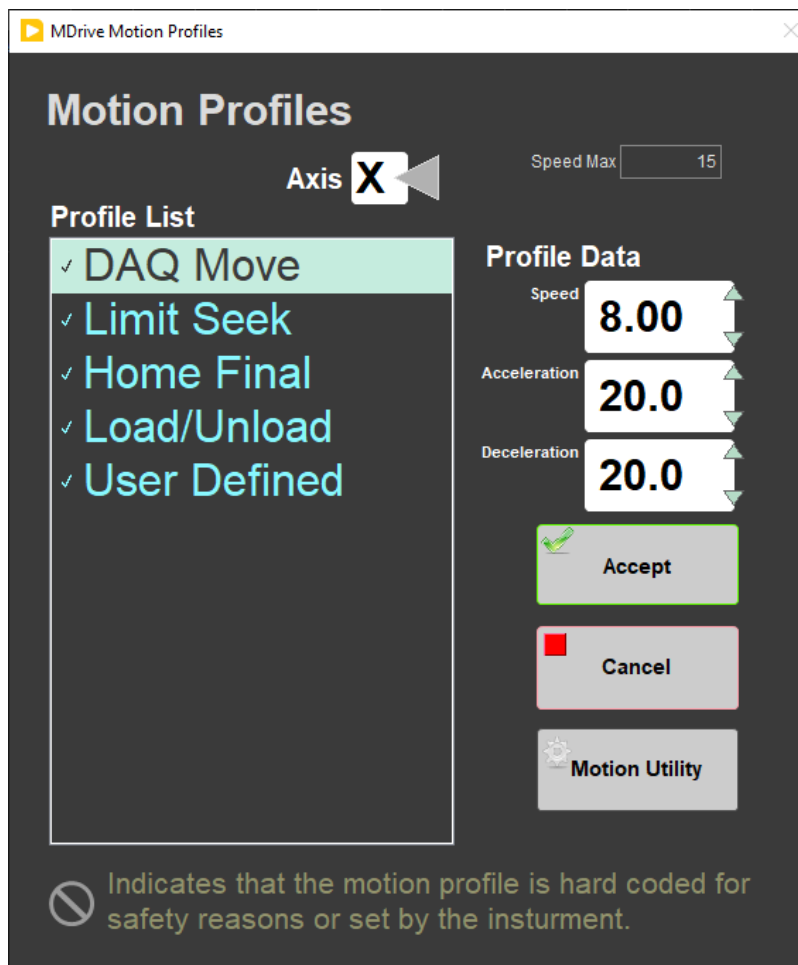 MDrive Motion Profiles
Motion Profiles
Axis X
Speed Max 15
Profile List
DAQ Move
Limit Seek
Home Final
Load/Unload
User Defined
Profile Data
Speed 8.00
Acceleration 20.0
Deceleration 20.0
Accept
Cancel
Motion Utility
Indicates that the motion profile is hard coded for
safety reasons or set by the insturment.